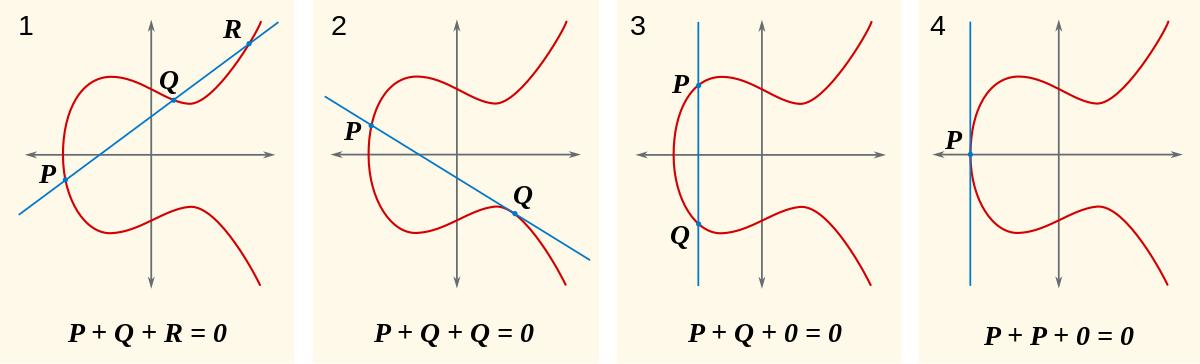 1
R
Q
P
P + Q + R = 0
2
P
Q
P + Q + Q = 0
3
P
Q
P + Q + 0 = 0
4
P
P + P + 0 = 0